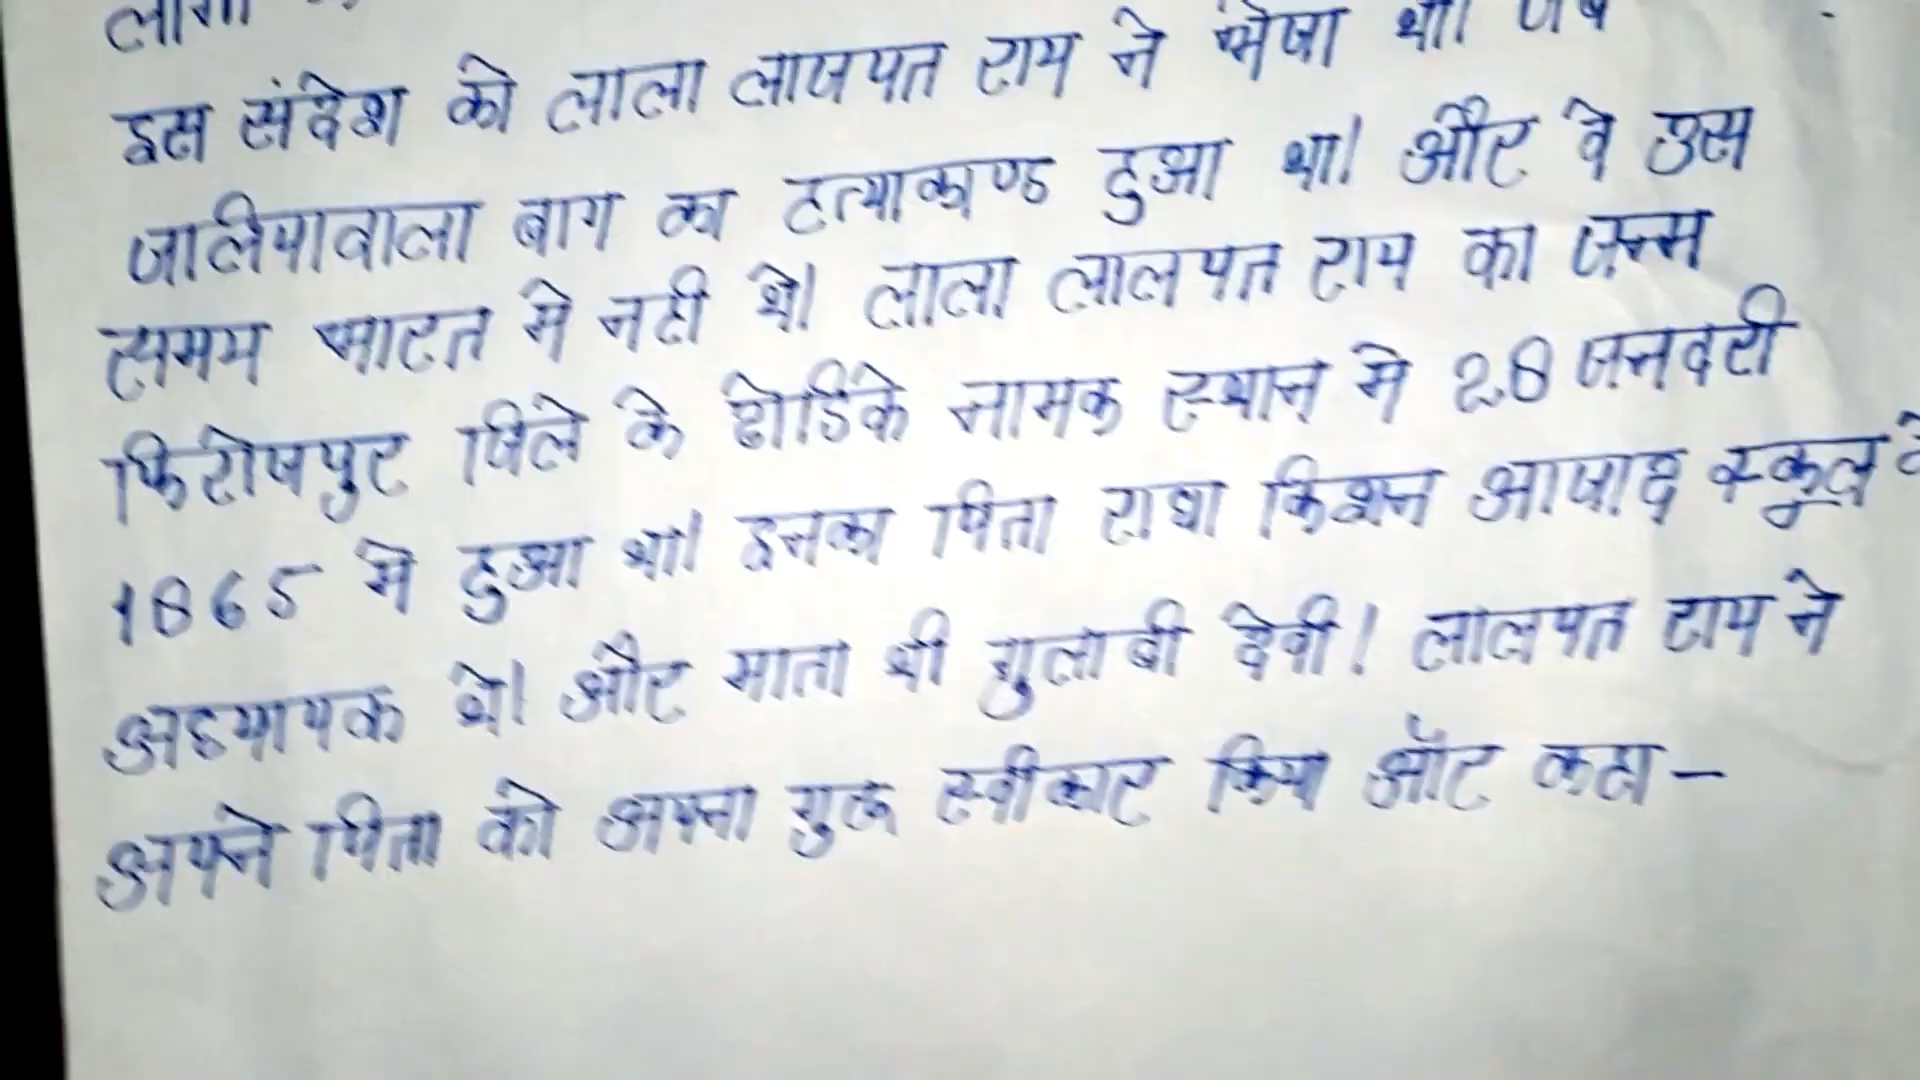 इस संदेश को लाला लाजपत राय ने भेजा था। जब
जालियावाला बाग का हत्याकाण्ड हुआ था। और वे उस
समय भारत मे नही थे। लाला लालपत राय का जन्म
फिरोजपुर जिले के ढोडिके नामक स्थान मे 28 जनवरी
1865 मे हुआ था। इनका पिता राधा किशन आजाद स्कूल के
अध्यापक थे। और माता थी गुलाबी देवी! लालपत राय ने
अपने पिता को अपना गुरू स्वीकार किया और कहा –